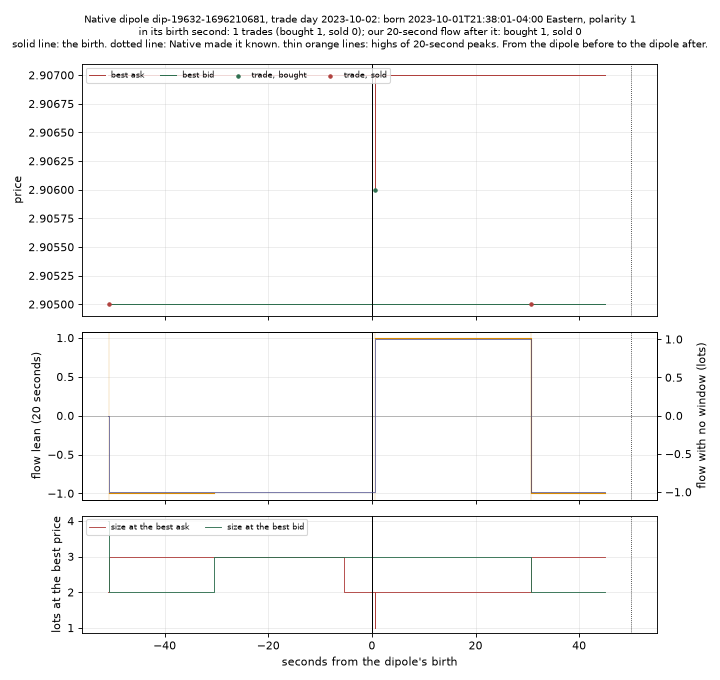 Native dipole dip-19632-1696210681, trade day 2023-10-02: born 2023-10-01T21:38:01-04:00 Eastern, polarity 1
in its birth second: 1 trades (bought 1, sold 0); our 20-second flow after it: bought 1, sold 0
solid line: the birth. dotted line: Native made it known. thin orange lines: highs of 20-second peaks. From the dipole before to the dipole after.
best ask best bid trade, bought trade, sold
2.90700
2.90675
2.90650
2.90625
2.90600
2.90575
2.90550
2.90525
2.90500
price
1.0 1.0
0.5 0.5
0.0 0.0
−0.5 −0.5
−1.0 −1.0
flow lean (20 seconds)
flow with no window (lots)
size at the best ask size at the best bid
4
3
2
1
lots at the best price
−40 −20 0 20 40
seconds from the dipole's birth